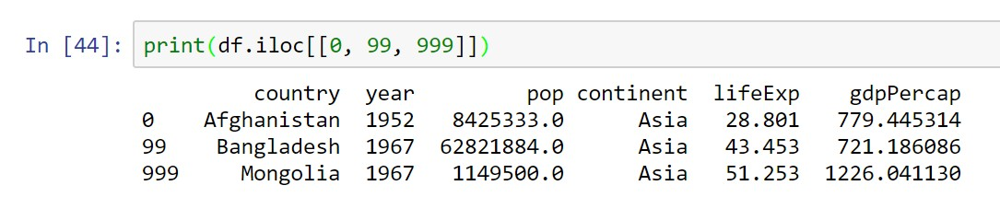 In [44]: print(df.iloc[[0, 99, 999]])
country year pop continent lifeExp gdpPercap
0 Afghanistan 1952 8425333.0 Asia 28.801 779.445314
99 Bangladesh 1967 62821884.0 Asia 43.453 721.186086
999 Mongolia 1967 1149500.0 Asia 51.253 1226.041130